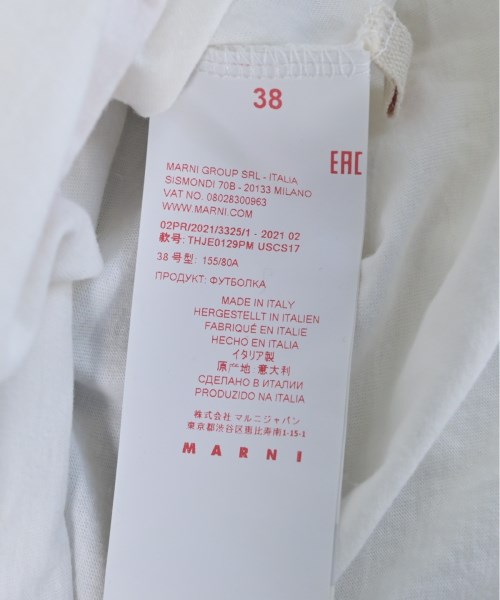 38
EAC
MARNI GROUP SRL - ITALIA
SISMONDI 70B - 20133 MILANO
VAT NO. 08028300963
WWW.MARNI.COM
02PR/2021/3325/1 - 2021 02
款号: THJE0129PM USCS17
38 号型: 155/80A
ПРОДУКТ: ФУТБОЛКА
MADE IN ITALY
HERGESTELLT IN ITALIEN
FABRIQUÉ EN ITALIE
HECHO EN ITALIA
イタリア製
原产地: 意大利
СДЕЛАНО В ИТАЛИИ
PRODUZIDO NA ITALIA
株式会社 マルニジャパン
東京都渋谷区恵比寿南1-15-1
MARNI